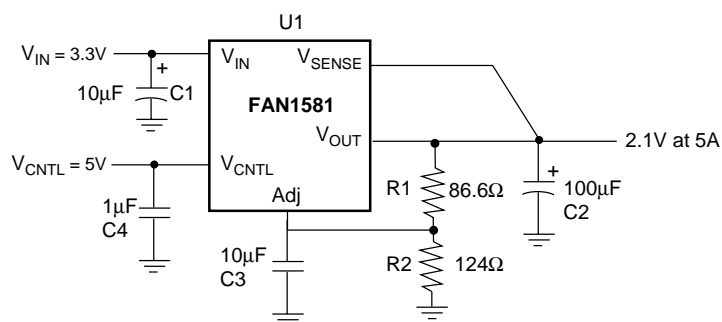 U1
V_IN = 3.3V
+
10μF
C1
V_IN
V_SENSE
FAN1581
V_OUT
2.1V at 5A
V_CNTL = 5V
V_CNTL
1μF
C4
Adj
10μF
C3
R1
86.6Ω
R2
124Ω
+
100μF
C2